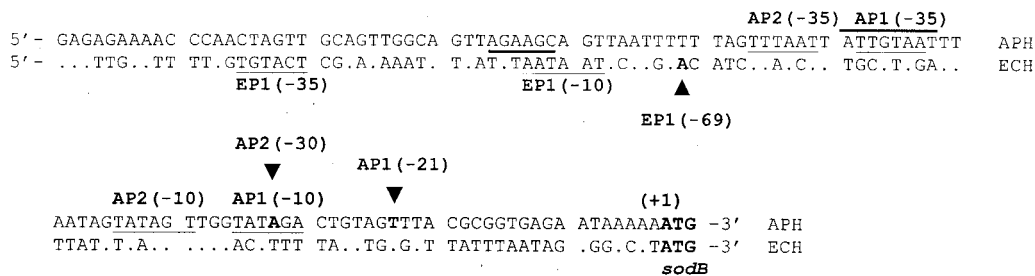 AP2(-35) AP1(-35)
5'- GAGAGAAAAC CCAACTAGTT GCAGTTGGCA GTTAGAAGCA GTTAATTTTT TAGTTTAATT ATTGTAATTT APH
5'- ...TTG..TT TT.GTGTACT CG.A.AAAT. T.AT.TAATA AT.C..G.AC ATC..A.C.. TGC.T.GA.. ECH
EP1(-35) EP1(-10) ▲
EP1(-69)
AP2(-30)
▼ AP1(-21)
AP2(-10) AP1(-10) ▼ (+1)
AATAGTATAG TTGGTATAGA CTGTAGTTTA CGCGGTGAGA ATAAAAAATG -3' APH
TTAT.T.A.. ....AC.TTT TA..TG.G.T TATTTAATAG .GG.C.TATG -3' ECH
sodB